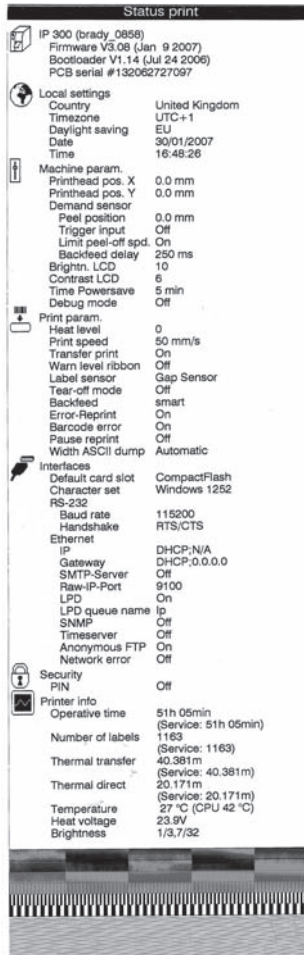 Status print
IP 300 (brady_0858)
Firmware V3.08 (Jan 9 2007)
Bootloader V1.14 (Jul 24 2006)
PCB serial #132062727097
Local settings
Country United Kingdom
Timezone UTC+1
Daylight saving EU
Date 30/01/2007
Time 16:48:26
Machine param.
Printhead pos. X 0.0 mm
Printhead pos. Y 0.0 mm
Demand sensor
Peel position 0.0 mm
Trigger input Off
Limit peel-off spd. On
Backfeed delay 250 ms
Brightn. LCD 10
Contrast LCD 6
Time Powersave 5 min
Debug mode Off
Print param.
Heat level 0
Print speed 50 mm/s
Transfer print On
Warn level ribbon Off
Label sensor Gap Sensor
Tear-off mode Off
Backfeed smart
Error-Reprint On
Barcode error On
Pause reprint Off
Width ASCII dump Automatic
Interfaces
Default card slot CompactFlash
Character set Windows 1252
RS-232
Baud rate 115200
Handshake RTS/CTS
Ethernet
IP DHCP;N/A
Gateway DHCP;0.0.0.0
SMTP-Server Off
Raw-IP-Port 9100
LPD On
LPD queue name lp
SNMP Off
Timeserver Off
Anonymous FTP On
Network error Off
Security
PIN Off
Printer info
Operative time 51h 05min
(Service: 51h 05min)
Number of labels 1163
(Service: 1163)
Thermal transfer 40.381m
(Service: 40.381m)
Thermal direct 20.171m
(Service: 20.171m)
Temperature 27 °C (CPU 42 °C)
Heat voltage 23.9V
Brightness 1/3,7/32